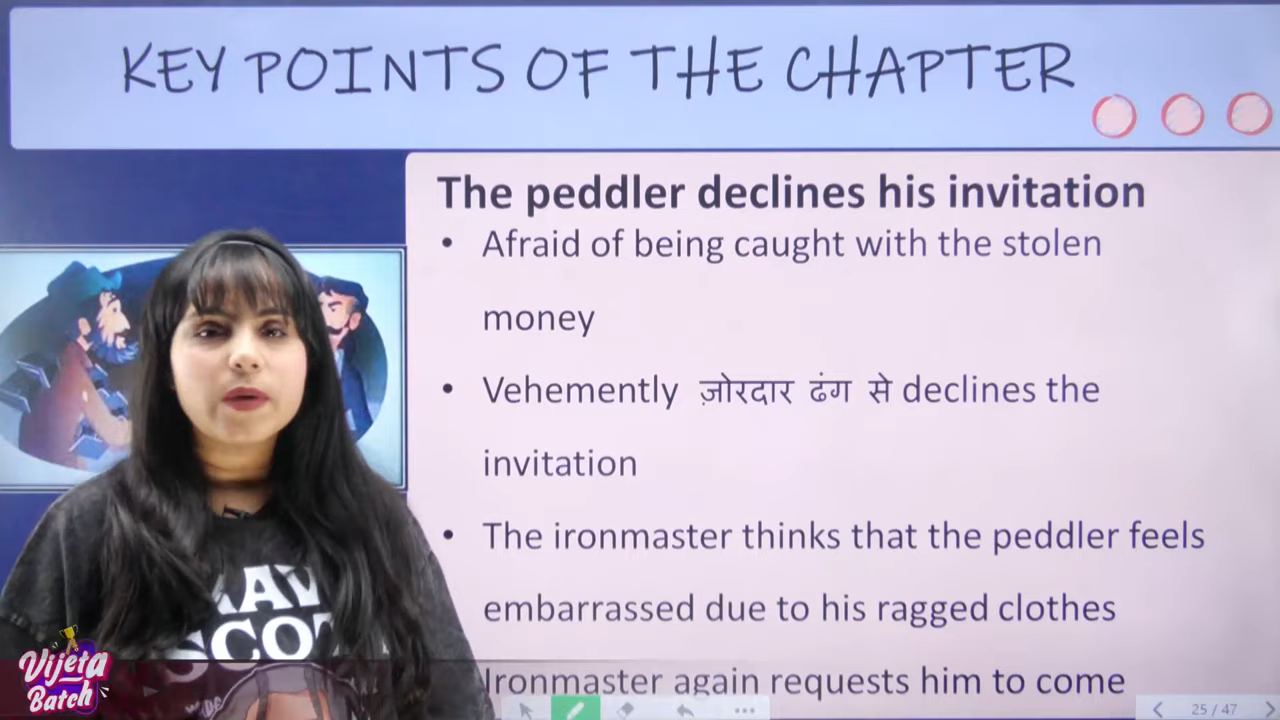 KEY POINTS OF THE CHAPTER
The peddler declines his invitation
• Afraid of being caught with the stolen
money
• Vehemently ज़ोरदार ढंग से declines the
invitation
• The ironmaster thinks that the peddler feels
embarrassed due to his ragged clothes
Ironmaster again requests him to come
Vijeta
Batch
25 / 47